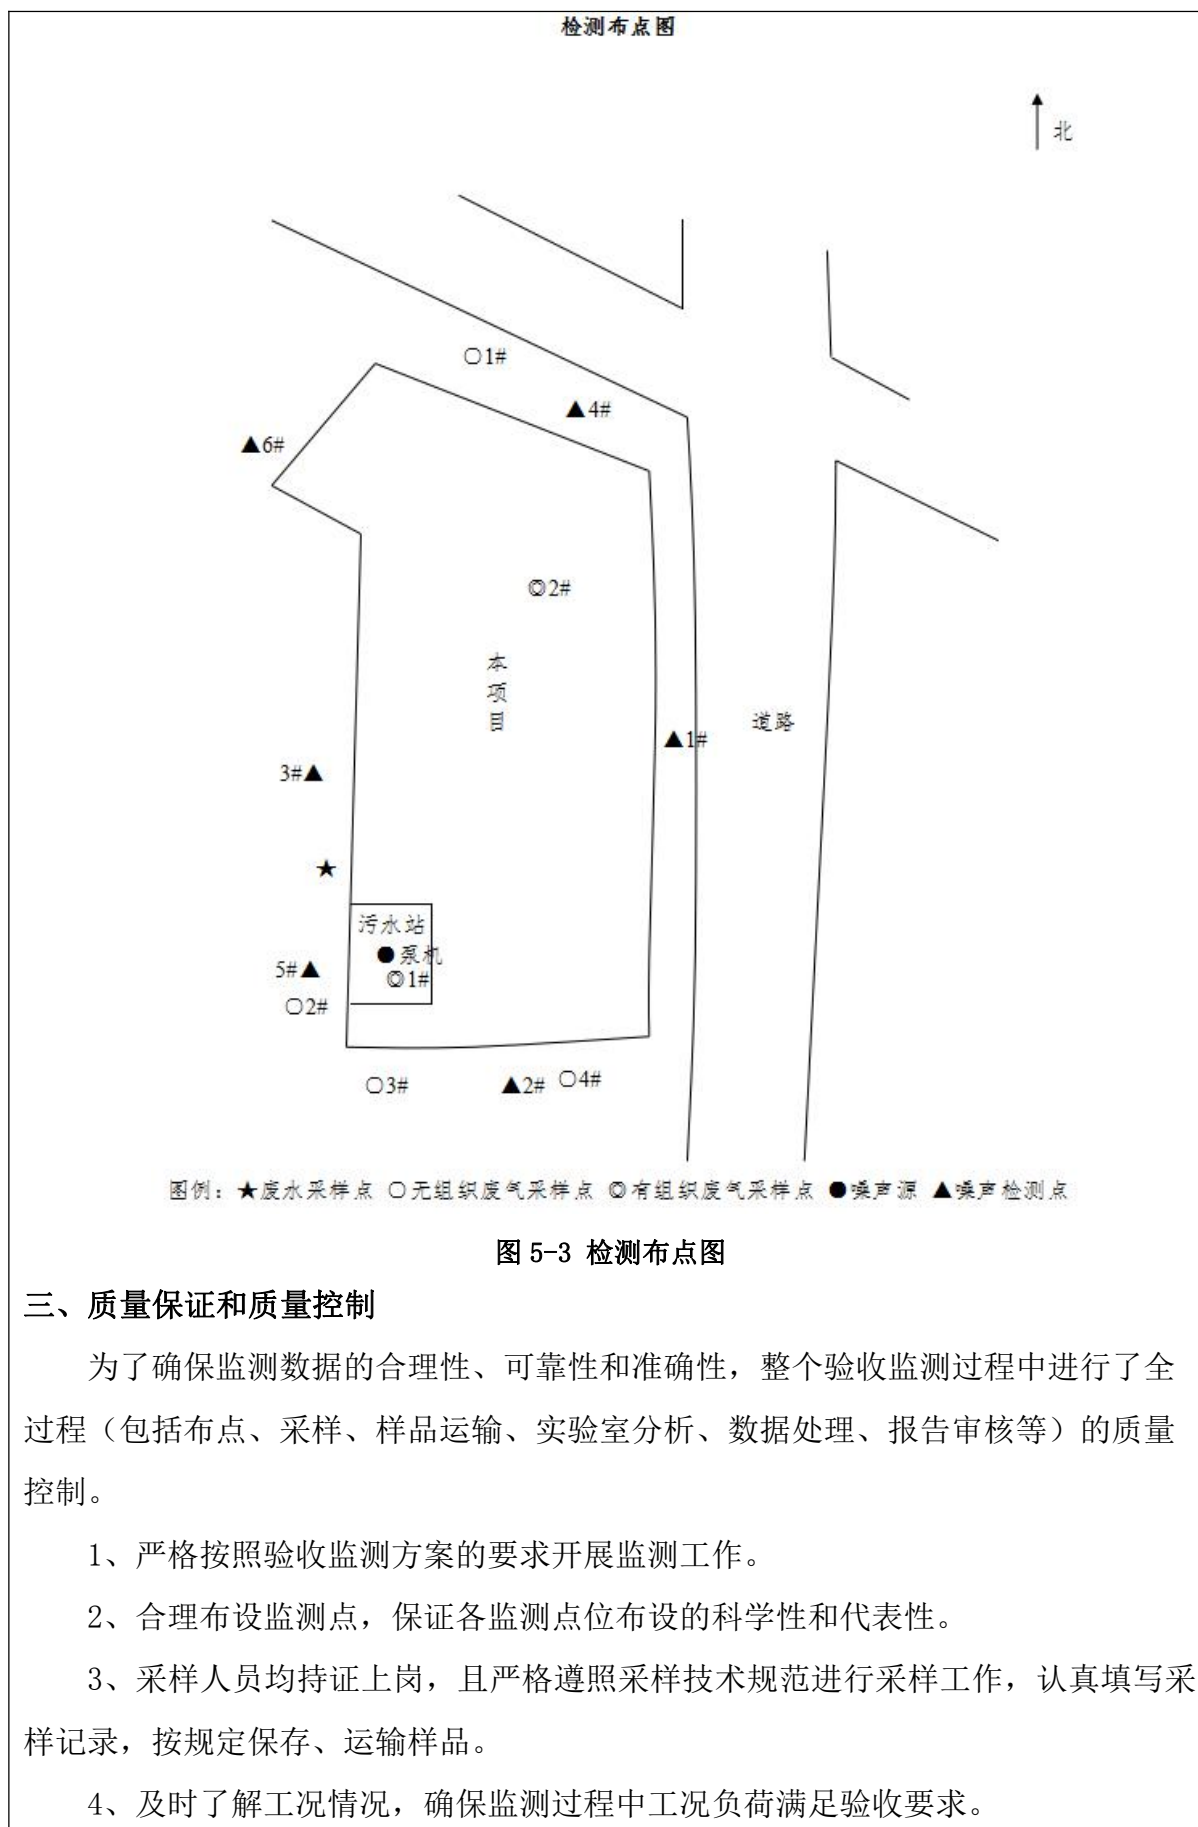 检测布点图
北
○1#
▲4#
▲6#
◎2#
本
项
目
道路
▲1#
3#▲
★
污水站
●泵机
5#▲
◎1#
○2#
○3#
▲2#
○4#
图例：★废水采样点 ○无组织废气采样点 ◎有组织废气采样点 ●噪声源 ▲噪声检测点
图 5-3 检测布点图
三、质量保证和质量控制
为了确保监测数据的合理性、可靠性和准确性，整个验收监测过程中进行了全
过程（包括布点、采样、样品运输、实验室分析、数据处理、报告审核等）的质量
控制。
1、严格按照验收监测方案的要求开展监测工作。
2、合理布设监测点，保证各监测点位布设的科学性和代表性。
3、采样人员均持证上岗，且严格遵照采样技术规范进行采样工作，认真填写采
样记录，按规定保存、运输样品。
4、及时了解工况情况，确保监测过程中工况负荷满足验收要求。